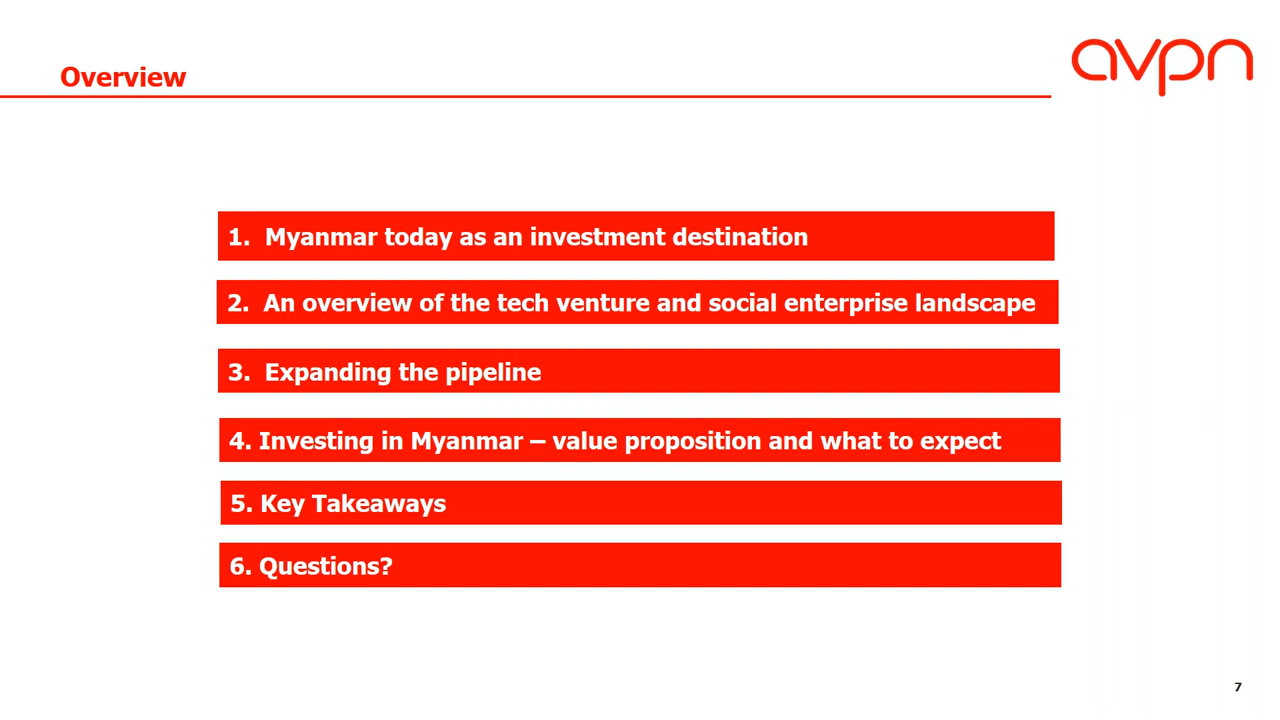 Overview
avpn
1. Myanmar today as an investment destination
2. An overview of the tech venture and social enterprise landscape
3. Expanding the pipeline
4. Investing in Myanmar – value proposition and what to expect
5. Key Takeaways
6. Questions?
7